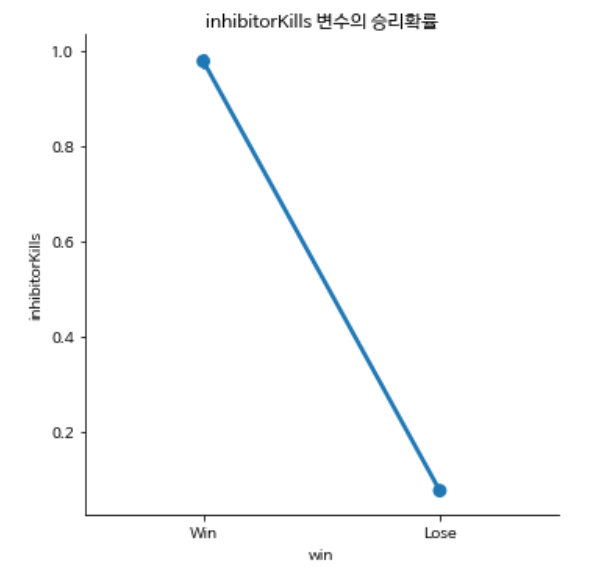 inhibitorKills 변수의 승리확률
1.0
0.8
0.6
0.4
0.2
inhibitorKills
Win
Lose
win